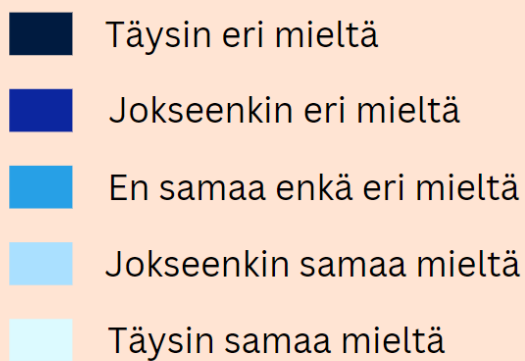 Täysin eri mieltä
Jokseenkin eri mieltä
En samaa enkä eri mieltä
Jokseenkin samaa mieltä
Täysin samaa mieltä